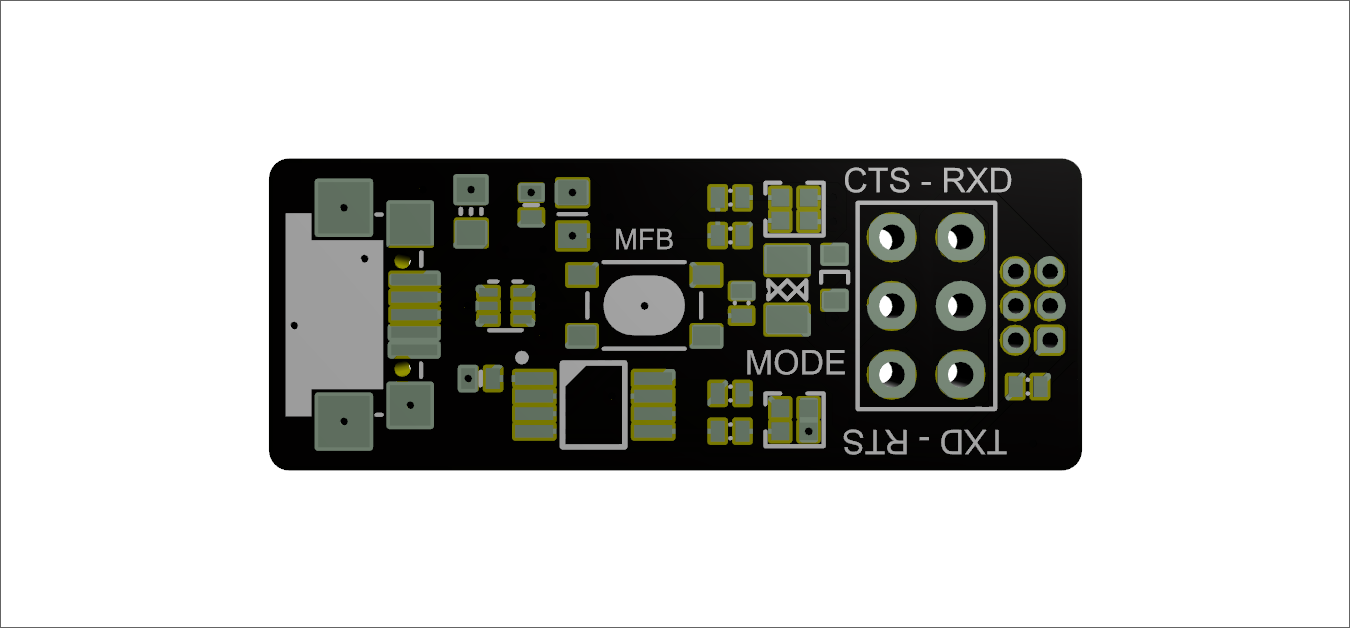 CTS - RXD
MFB
MODE
TXD - RTS